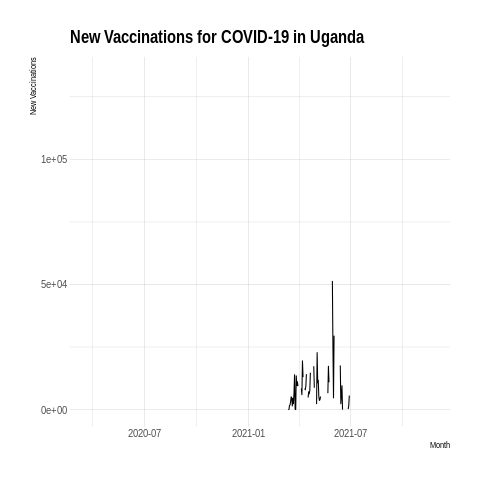 New Vaccinations for COVID-19 in Uganda
New Vaccinations
1e+05
5e+04
0e+00
2020-07
2021-01
2021-07
Month